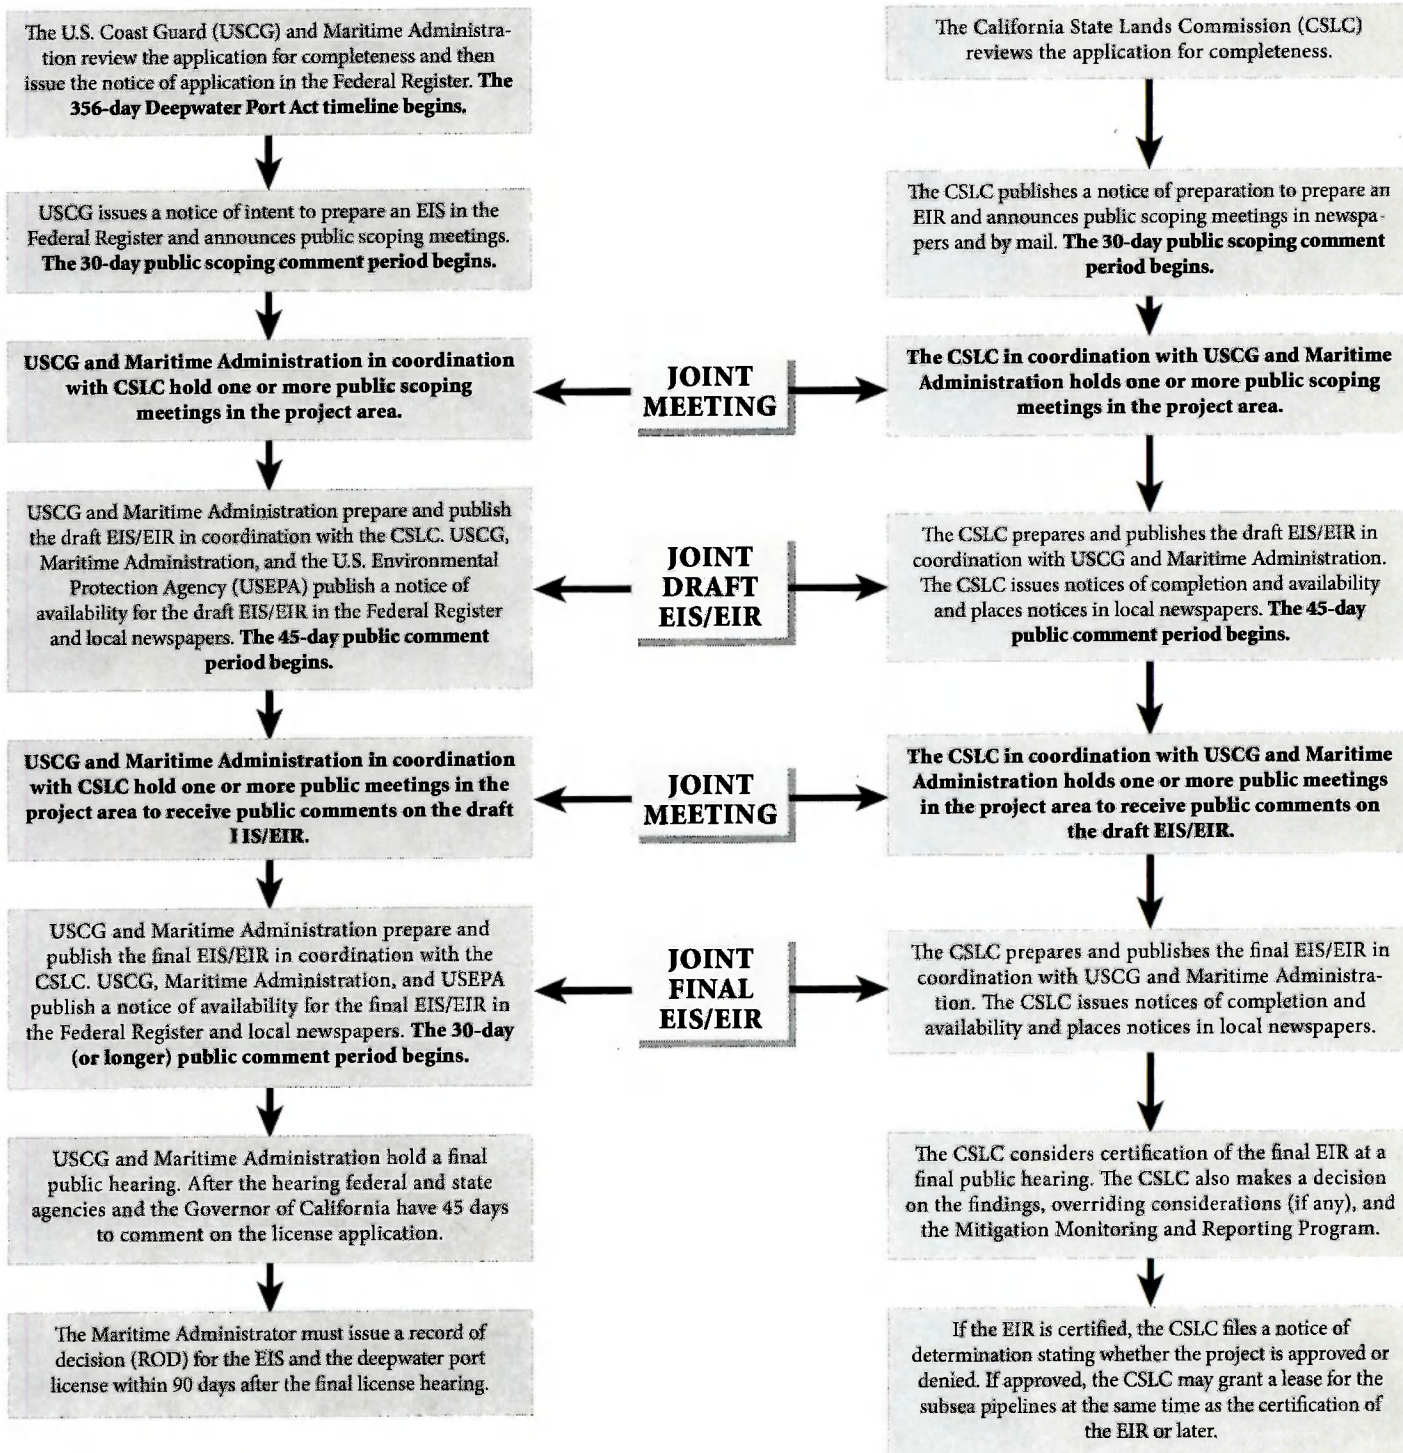 The U.S. Coast Guard (USCG) and Maritime Administra-
tion review the application for completeness and then
issue the notice of application in the Federal Register. The
356-day Deepwater Port Act timeline begins.
USCG issues a notice of intent to prepare an EIS in the
Federal Register and announces public scoping meetings.
The 30-day public scoping comment period begins.
USCG and Maritime Administration in coordination
with CSLC hold one or more public scoping
meetings in the project area.
USCG and Maritime Administration prepare and publish
the draft EIS/EIR in coordination with the CSLC. USCG,
Maritime Administration, and the U.S. Environmental
Protection Agency (USEPA) publish a notice of
availability for the draft EIS/EIR in the Federal Register
and local newspapers. The 45-day public comment
period begins.
USCG and Maritime Administration in coordination
with CSLC hold one or more public meetings in the
project area to receive public comments on the draft
IIS/EIR.
USCG and Maritime Administration prepare and
publish the final EIS/EIR in coordination with the
CSLC. USCG, Maritime Administration, and USEPA
publish a notice of availability for the final EIS/EIR in
the Federal Register and local newspapers. The 30-day
(or longer) public comment period begins.
USCG and Maritime Administration hold a final
public hearing. After the hearing federal and state
agencies and the Governor of California have 45 days
to comment on the license application.
The Maritime Administrator must issue a record of
decision (ROD) for the EIS and the deepwater port
license within 90 days after the final license hearing.
JOINT
MEETING
JOINT
DRAFT
EIS/EIR
JOINT
MEETING
JOINT
FINAL
EIS/EIR
The California State Lands Commission (CSLC)
reviews the application for completeness.
The CSLC publishes a notice of preparation to prepare an
EIR and announces public scoping meetings in newspa-
pers and by mail. The 30-day public scoping comment
period begins.
The CSLC in coordination with USCG and Maritime
Administration holds one or more public scoping
meetings in the project area.
The CSLC prepares and publishes the draft EIS/EIR in
coordination with USCG and Maritime Administration.
The CSLC issues notices of completion and availability
and places notices in local newspapers. The 45-day
public comment period begins.
The CSLC in coordination with USCG and Maritime
Administration holds one or more public meetings
in the project area to receive public comments on
the draft EIS/EIR.
The CSLC prepares and publishes the final EIS/EIR in
coordination with USCG and Maritime Administra-
tion. The CSLC issues notices of completion and
availability and places notices in local newspapers.
The CSLC considers certification of the final EIR at a
final public hearing. The CSLC also makes a decision
on the findings, overriding considerations (if any), and
the Mitigation Monitoring and Reporting Program.
If the EIR is certified, the CSLC files a notice of
determination stating whether the project is approved or
denied. If approved, the CSLC may grant a lease for the
subsea pipelines at the same time as the certification of
the EIR or later.